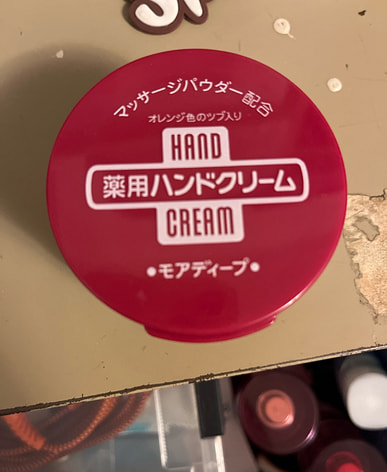 マッサージパウダー配合
オレンジ色のツブ入り
HAND
薬用ハンドクリーム
CREAM
•モアディープ•